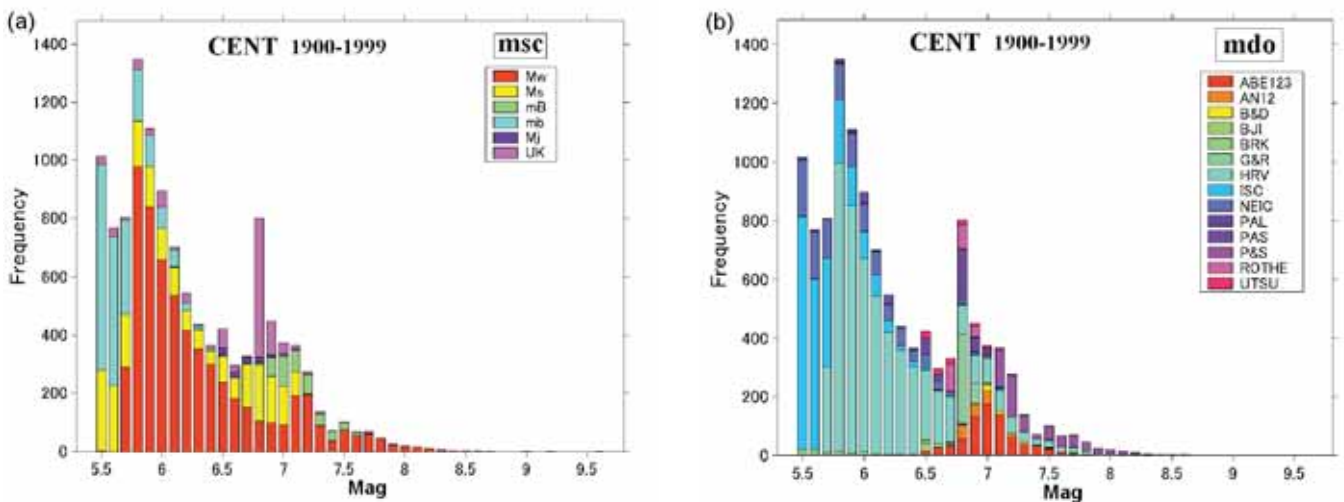 (a)
CENT 1900-1999
msc
Mw
Ms
mB
mb
Mj
UK
1400
1200
1000
800
600
400
200
0
Frequency
5.5 6 6.5 7 7.5 8 8.5 9 9.5
Mag
(b)
CENT 1900-1999
mdo
ABE123
AN12
B&D
BJI
BRK
G&R
HRV
ISC
NEIC
PAL
PAS
P&S
ROTHE
UTSU
1400
1200
1000
800
600
400
200
0
Frequency
5.5 6 6.5 7 7.5 8 8.5 9 9.5
Mag